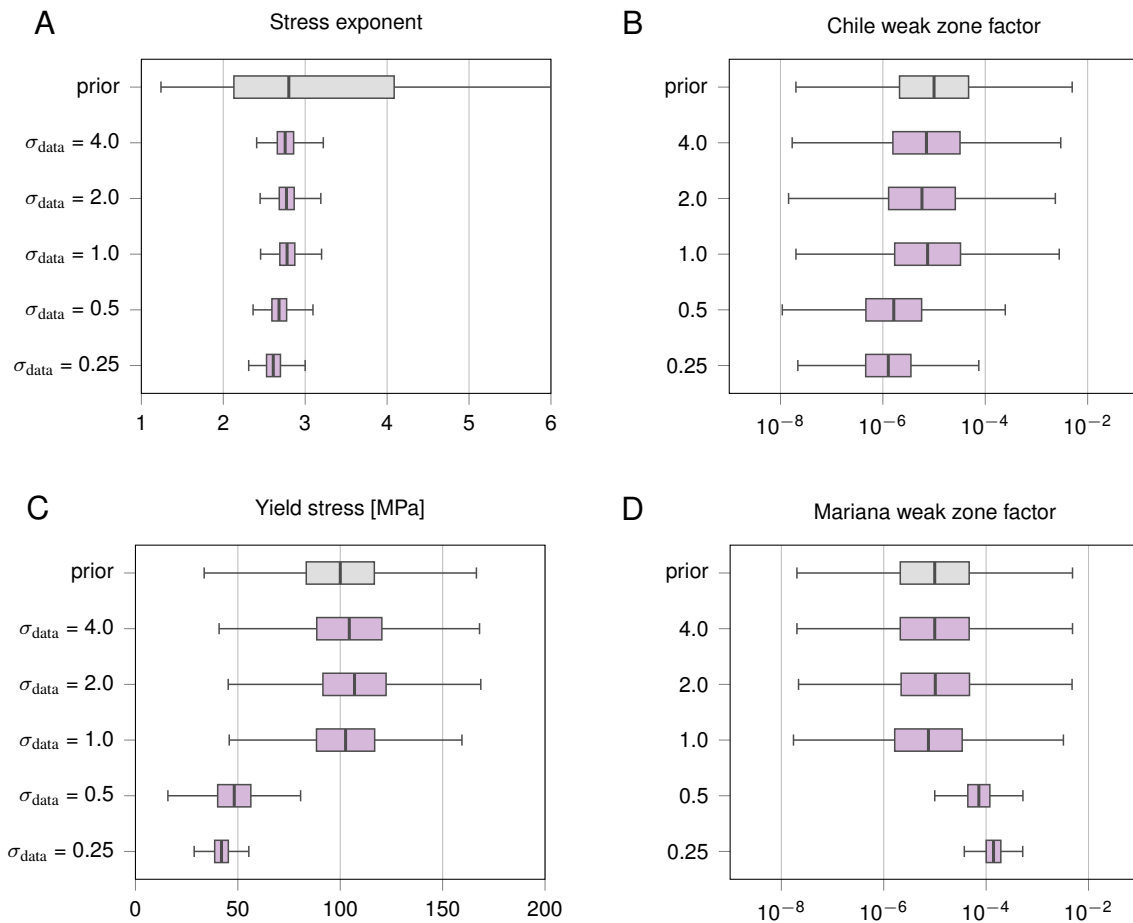 A
Stress exponent
prior
σdata = 4.0
σdata = 2.0
σdata = 1.0
σdata = 0.5
σdata = 0.25
1 2 3 4 5 6
B
Chile weak zone factor
prior
4.0
2.0
1.0
0.5
0.25
10−8 10−6 10−4 10−2
C
Yield stress [MPa]
prior
σdata = 4.0
σdata = 2.0
σdata = 1.0
σdata = 0.5
σdata = 0.25
0 50 100 150 200
D
Mariana weak zone factor
prior
4.0
2.0
1.0
0.5
0.25
10−8 10−6 10−4 10−2